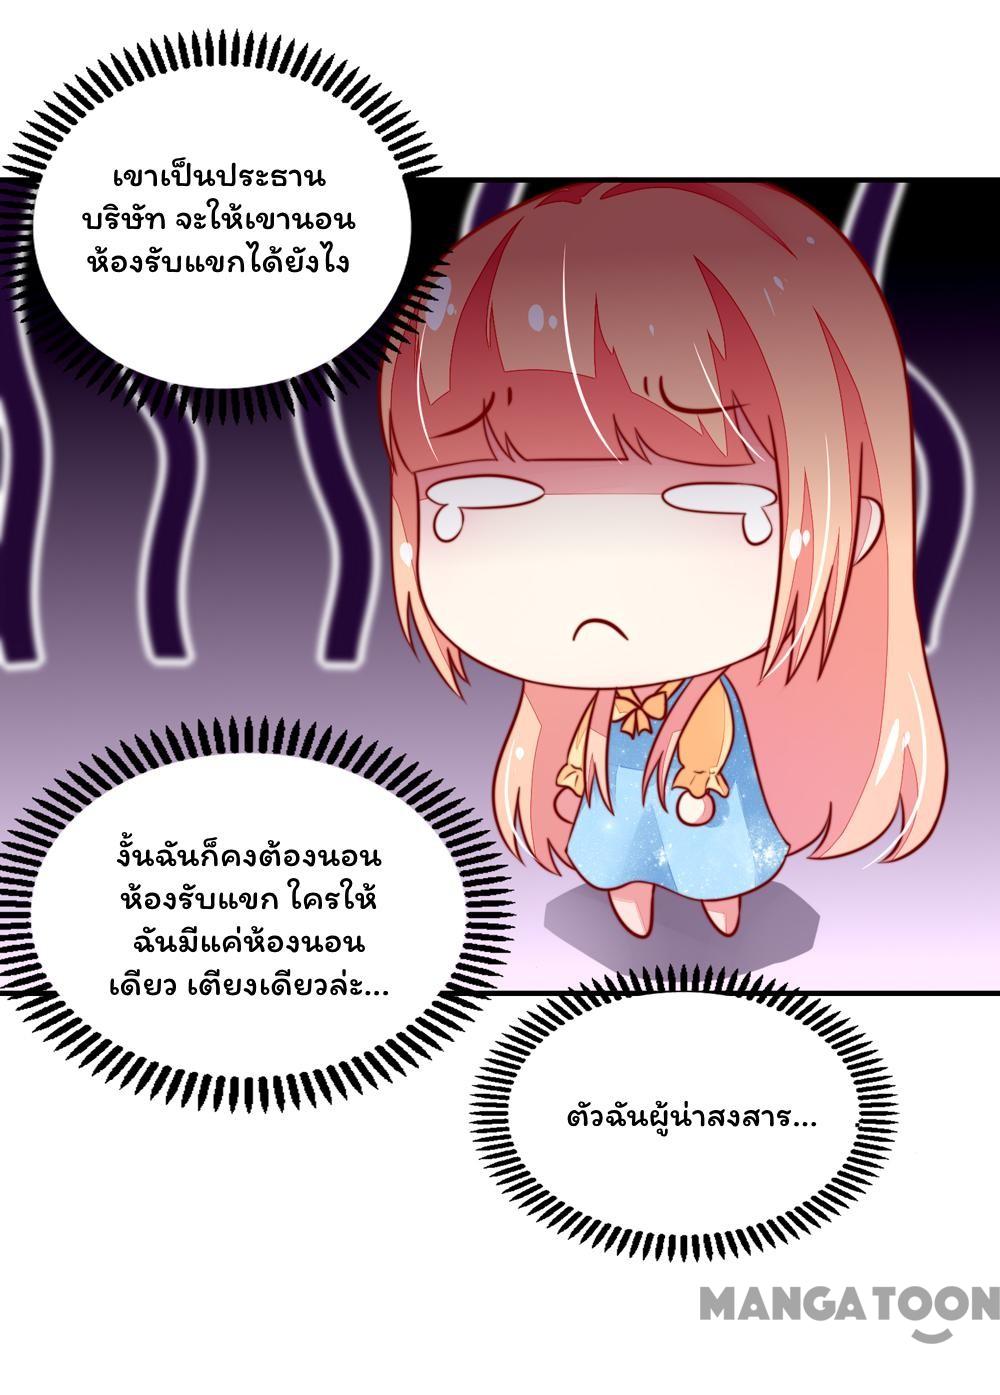 เขาเป็นประธาน
บริษัท จะให้เขานอน
ห้องรับแขกได้ยังไง
งั้นฉันก็คงต้องนอน
ห้องรับแขก ใครให้
ฉันมีแค่ห้องนอน
เดียว เตียงเดียวล่ะ...
ตัวฉันผู้น่าสงสาร...
MANGATOON